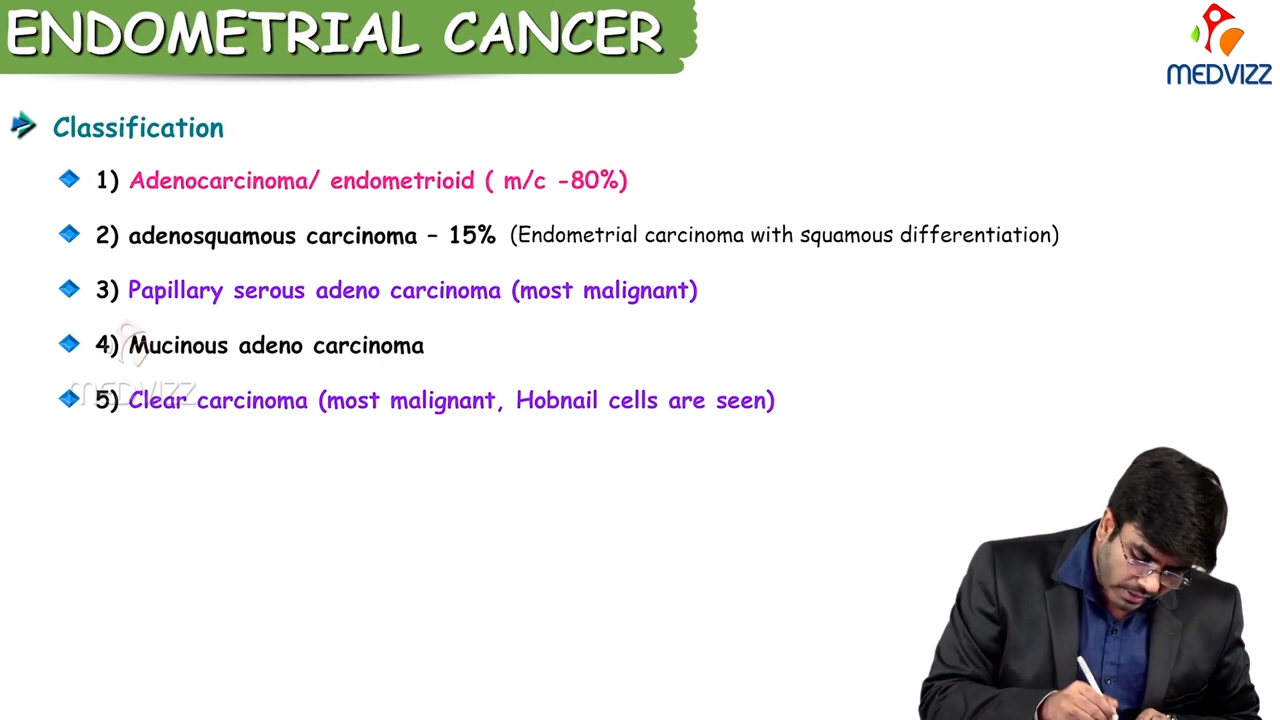 ENDOMETRIAL CANCER
MEDVIZZ
Classification
1) Adenocarcinoma/ endometrioid ( m/c -80%)
2) adenosquamous carcinoma – 15% (Endometrial carcinoma with squamous differentiation)
3) Papillary serous adeno carcinoma (most malignant)
4) Mucinous adeno carcinoma
MEDVIZZ
5) Clear carcinoma (most malignant, Hobnail cells are seen)